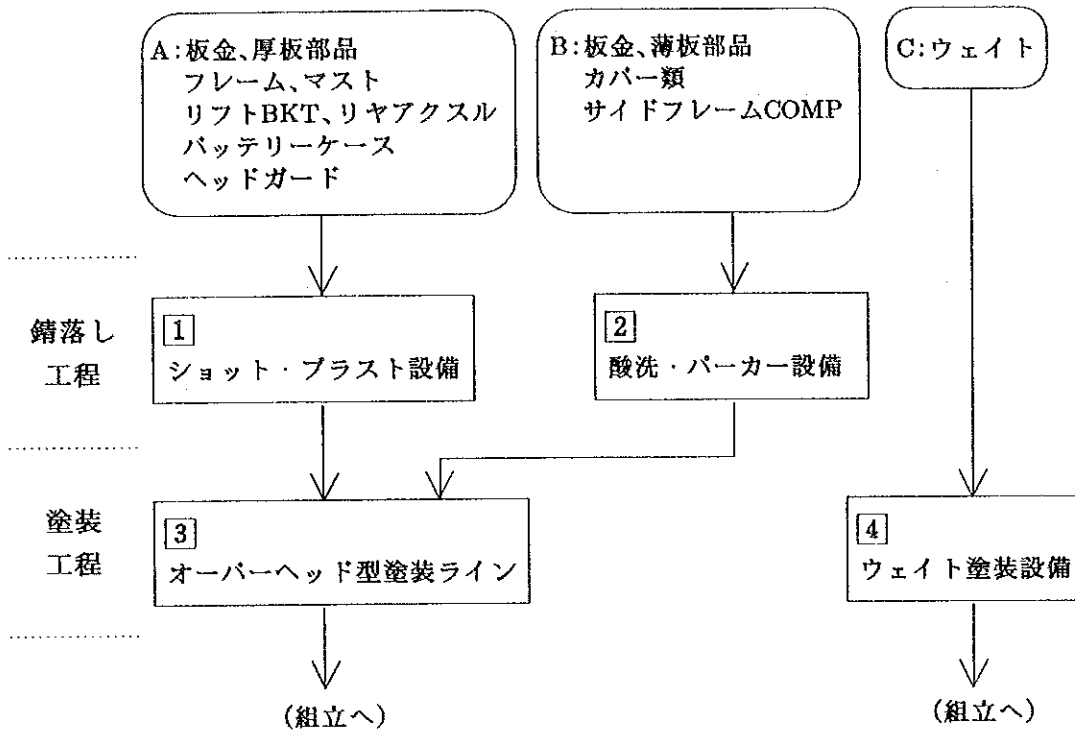 A:板金、厚板部品
フレーム、マスト
リフトBKT、リヤアクスル
バッテリーケース
ヘッドガード
B:板金、薄板部品
カバー類
サイドフレームCOMP
C:ウェイト
錆落し
工程
1
ショット・ブラスト設備
2
酸洗・パーカー設備
塗装
工程
3
オーバーヘッド型塗装ライン
4
ウェイト塗装設備
(組立へ)
(組立へ)